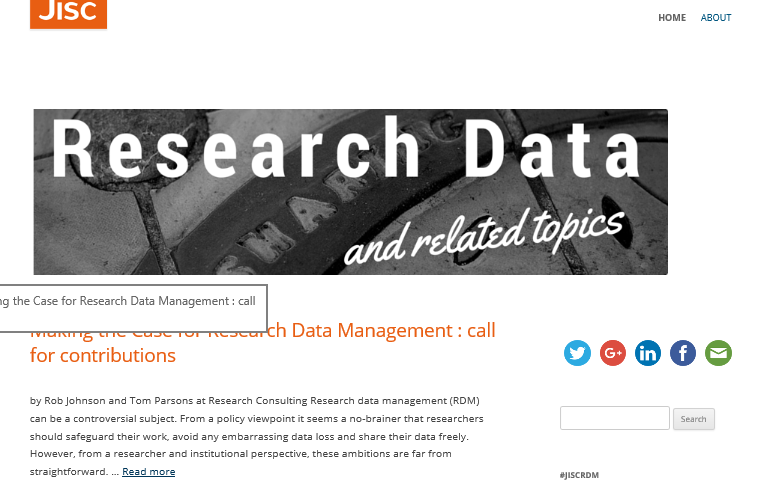 JISC
HOME ABOUT
Research Data
SHARING
and related topics
the Case for Research Data Management : call
Making the Case for Research Data Management : call
for contributions
by Rob Johnson and Tom Parsons at Research Consulting Research data management (RDM)
can be a controversial subject. From a policy viewpoint it seems a no-brainer that researchers
should safeguard their work, avoid any embarrassing data loss and share their data freely.
However, from a researcher and institutional perspective, these ambitions are far from
straightforward. ... Read more
Search
#JISCRDM